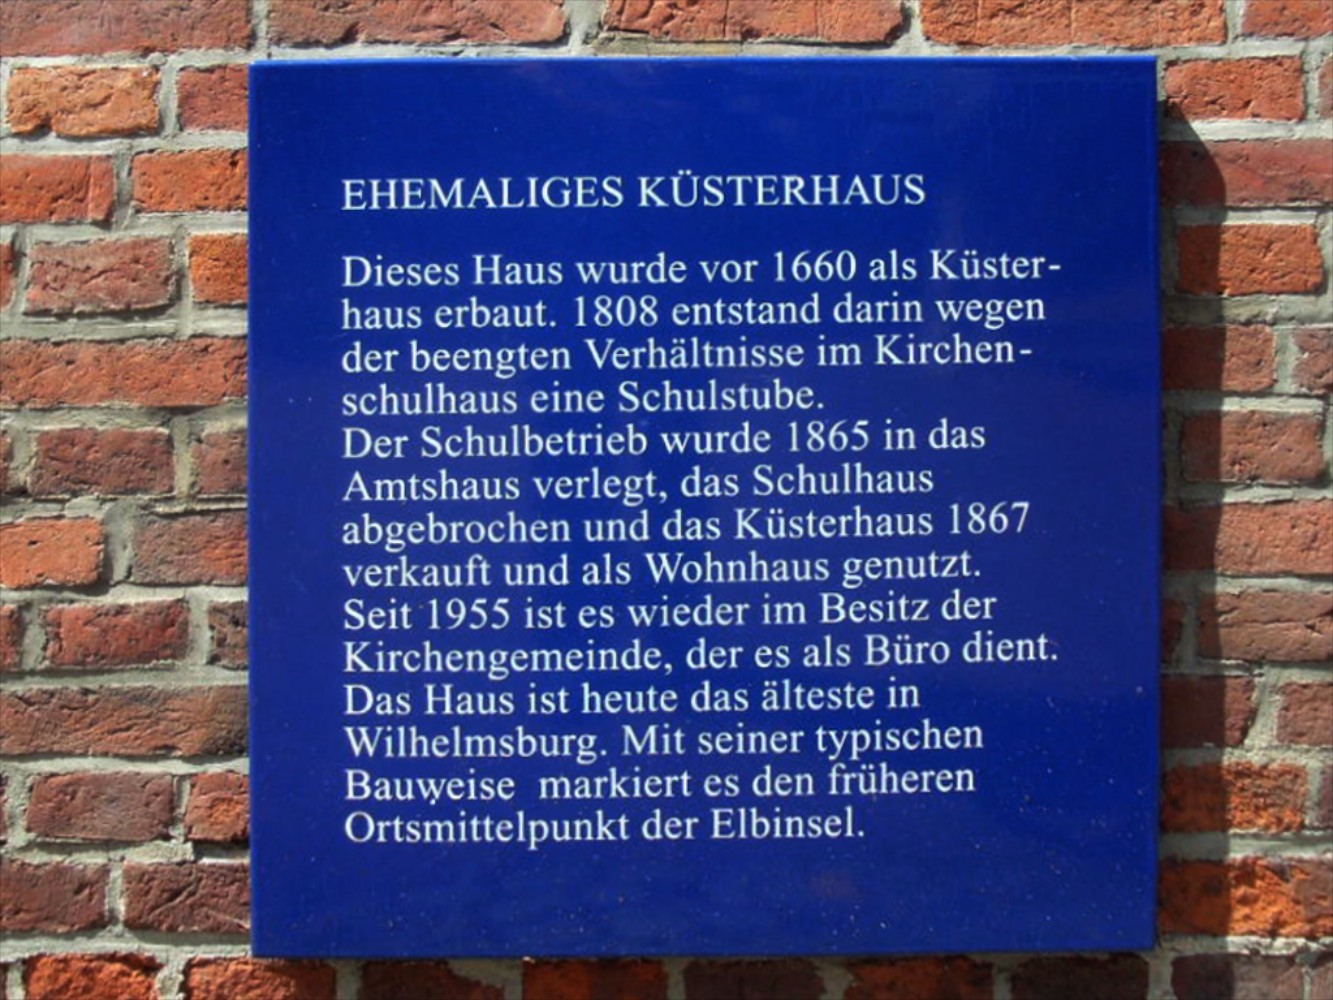 EHEMALIGES KÜSTERHAUS
Dieses Haus wurde vor 1660 als Küster-
haus erbaut. 1808 entstand darin wegen
der beengten Verhältnisse im Kirchen-
schulhaus eine Schulstube.
Der Schulbetrieb wurde 1865 in das
Amtshaus verlegt, das Schulhaus
abgebrochen und das Küsterhaus 1867
verkauft und als Wohnhaus genutzt.
Seit 1955 ist es wieder im Besitz der
Kirchengemeinde, der es als Büro dient.
Das Haus ist heute das älteste in
Wilhelmsburg. Mit seiner typischen
Bauweise markiert es den früheren
Ortsmittelpunkt der Elbinsel.